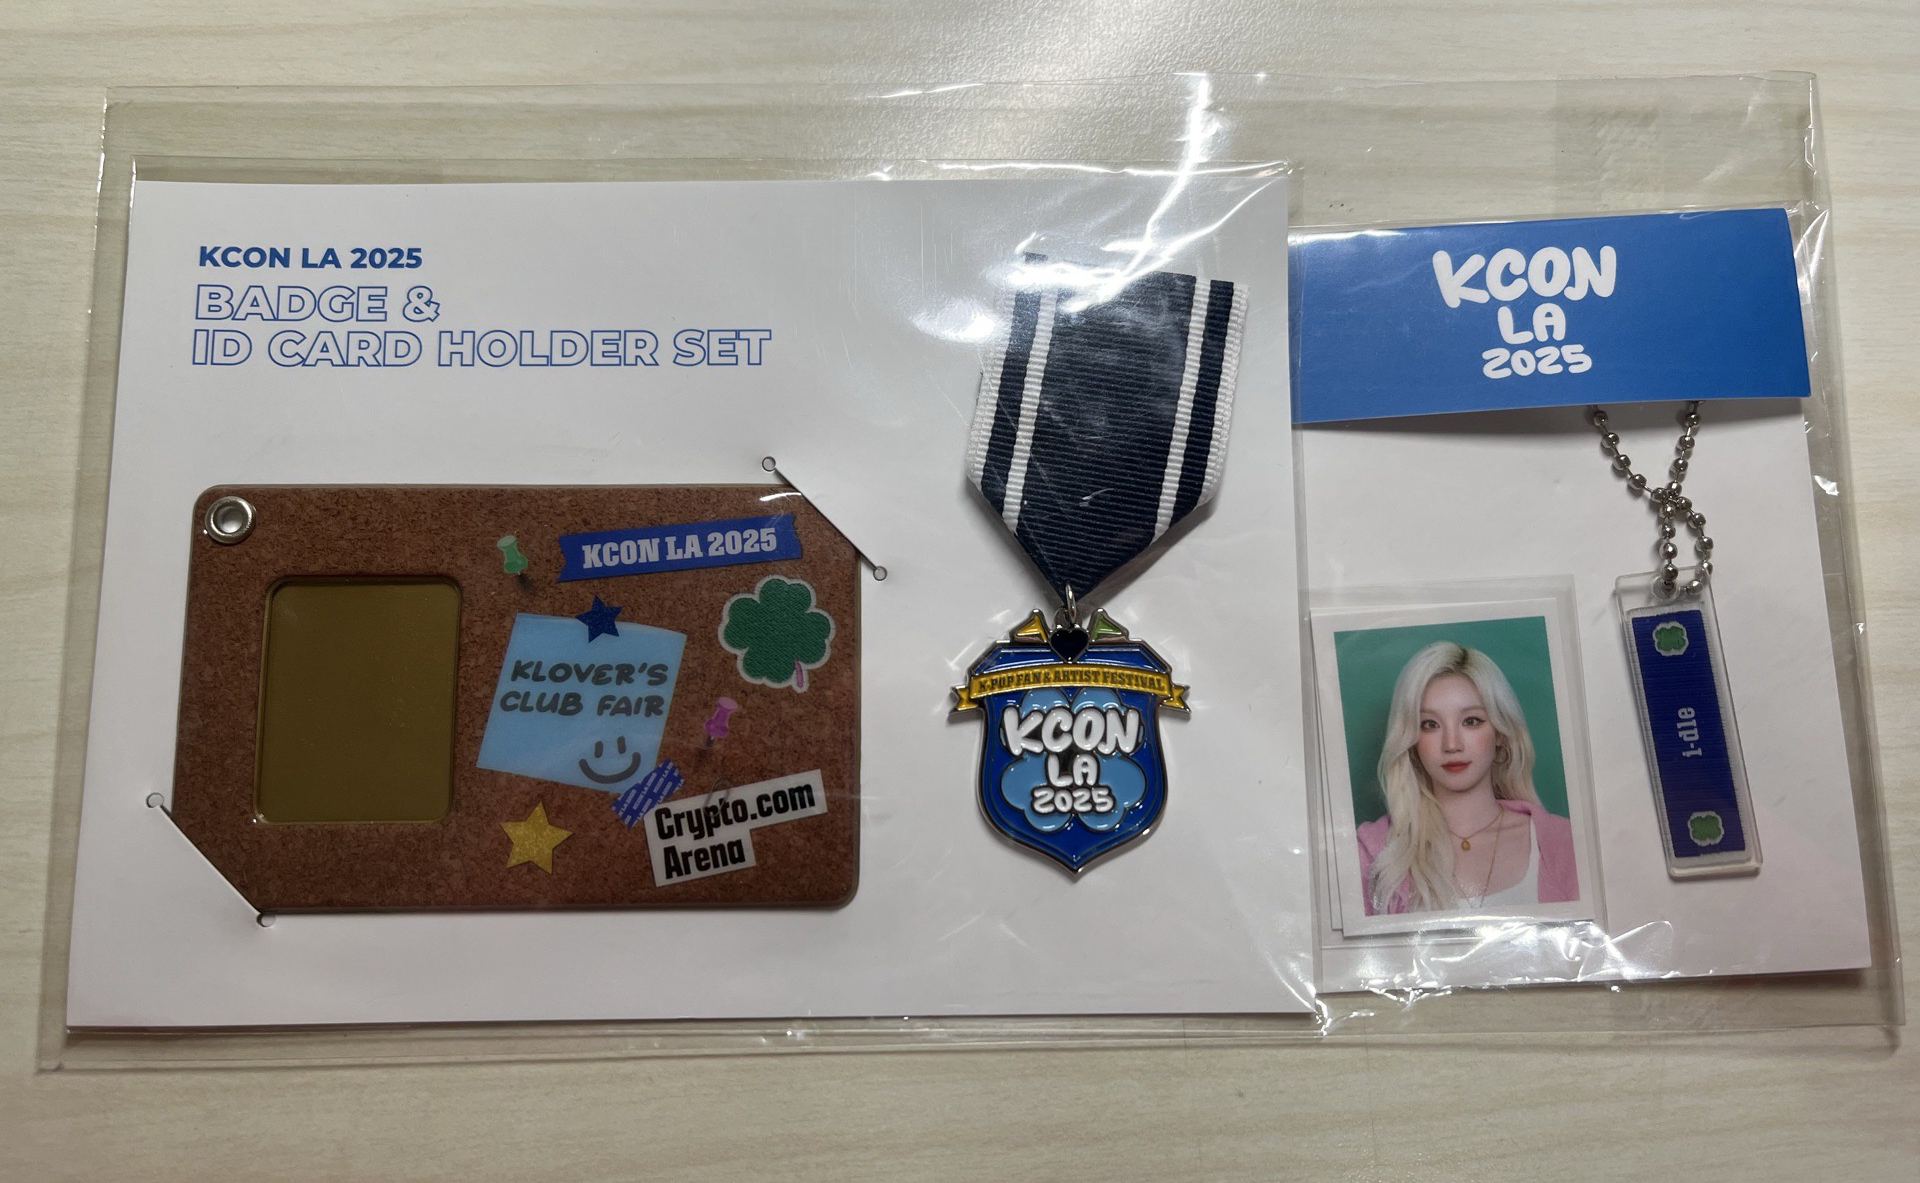 KCON LA 2025
BADGE &
ID CARD HOLDER SET
KCON LA 2025
KLOVER'S
CLUB FAIR
Crypto.com
Arena
K-POP FAN & ARTIST FESTIVAL
KCON
LA
2025
KCON
LA
2025
i-dle